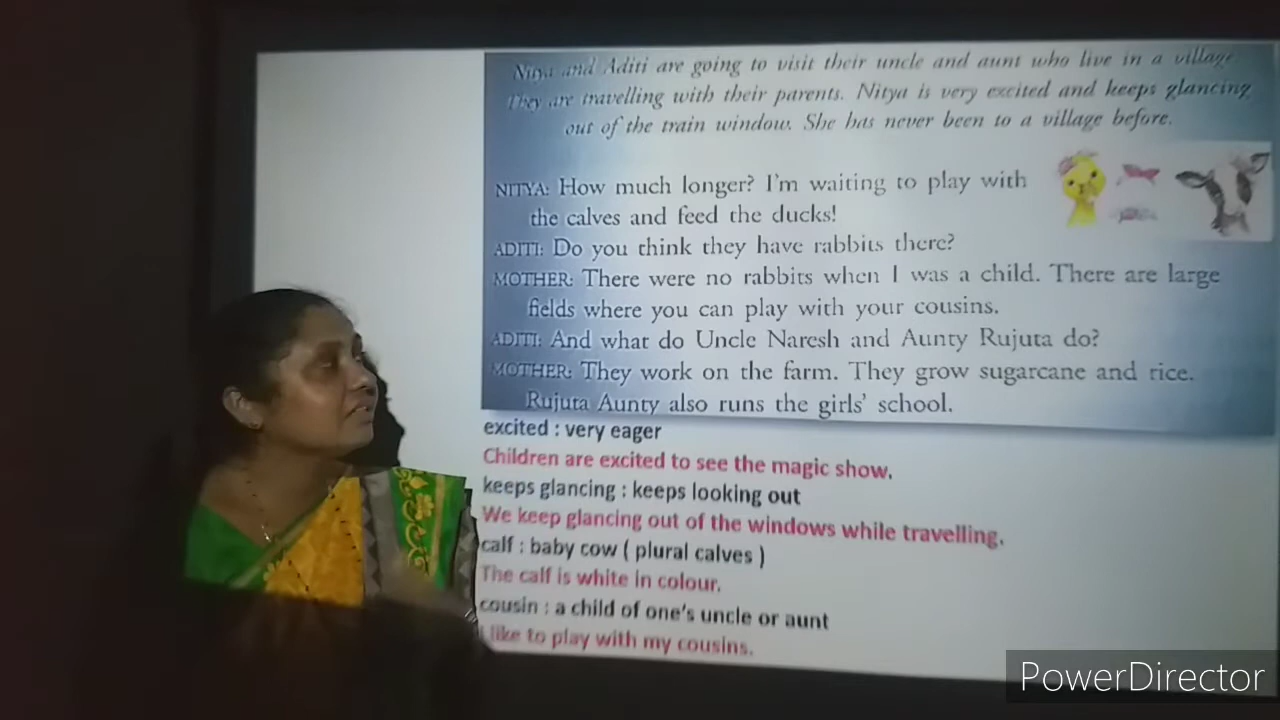 Nitya and Aditi are going to visit their uncle and aunt who live in a village
They are travelling with their parents. Nitya is very excited and keeps glancing
out of the train window. She has never been to a village before.
NITYA: How much longer? I'm waiting to play with
the calves and feed the ducks!
ADITI: Do you think they have rabbits there?
MOTHER: There were no rabbits when I was a child. There are large
fields where you can play with your cousins.
ADITI: And what do Uncle Naresh and Aunty Rujuta do?
MOTHER: They work on the farm. They grow sugarcane and rice.
Rujuta Aunty also runs the girls' school.
excited : very eager
Children are excited to see the magic show.
keeps glancing : keeps looking out
We keep glancing out of the windows while travelling.
calf : baby cow ( plural calves )
The calf is white in colour.
cousin : a child of one's uncle or aunt
I like to play with my cousins.
PowerDirector